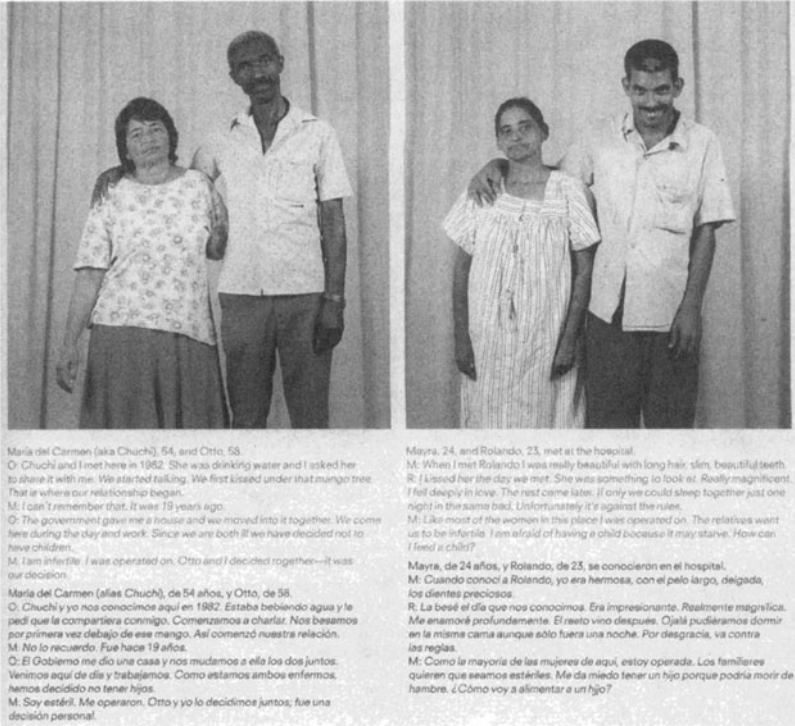 María del Carmen (aka Chuchi), 54, and Otto, 58.
O: Chuchi and I met here in 1982. She was drinking water and I asked her
to share it with me. We started talking. We first kissed under that mango tree.
That is where our relationship began.
M: I can't remember that. It was 19 years ago.
O: The government gave me a house and we moved into it together. We come
here during the day and work. Since we are both ill we have decided not to
have children.
M: I am infertile. I was operated on. Otto and I decided together—it was
our decision.
María del Carmen (alias Chuchi), de 54 años, y Otto, de 58.
O: Chuchi y yo nos conocimos aquí en 1982. Estaba bebiendo agua y le
pedí que la compartiera conmigo. Comenzamos a charlar. Nos besamos
por primera vez debajo de ese mango. Así comenzó nuestra relación.
M: No lo recuerdo. Fue hace 19 años.
O: El Gobierno me dio una casa y nos mudamos a ella los dos juntos.
Venimos aquí de día y trabajamos. Como estamos ambos enfermos,
hemos decidido no tener hijos.
M: Soy estéril. Me operaron. Otto y yo lo decidimos juntos; fue una
decisión personal.
Mayra, 24, and Rolando, 23, met at the hospital.
M: When I met Rolando I was really beautiful with long hair, slim, beautiful teeth.
R: I kissed her the day we met. She was something to look at. Really magnificent.
I fell deeply in love. The rest came later. If only we could sleep together just one
night in the same bed. Unfortunately it's against the rules.
M: Like most of the women in this place I was operated on. The relatives want
us to be infertile. I am afraid of having a child because it may starve. How can
I feed a child?
Mayra, de 24 años, y Rolando, de 23, se conocieron en el hospital.
M: Cuando conocí a Rolando, yo era hermosa, con el pelo largo, delgada,
los dientes preciosos.
R: La besé el día que nos conocimos. Era impresionante. Realmente magnífica.
Me enamoré profundamente. El resto vino después. Ojalá pudiéramos dormir
en la misma cama aunque sólo fuera una noche. Por desgracia, va contra
las reglas.
M: Como la mayoría de las mujeres de aquí, estoy operada. Los familiares
quieren que seamos estériles. Me da miedo tener un hijo porque podría morir de
hambre. ¿Cómo voy a alimentar a un hijo?